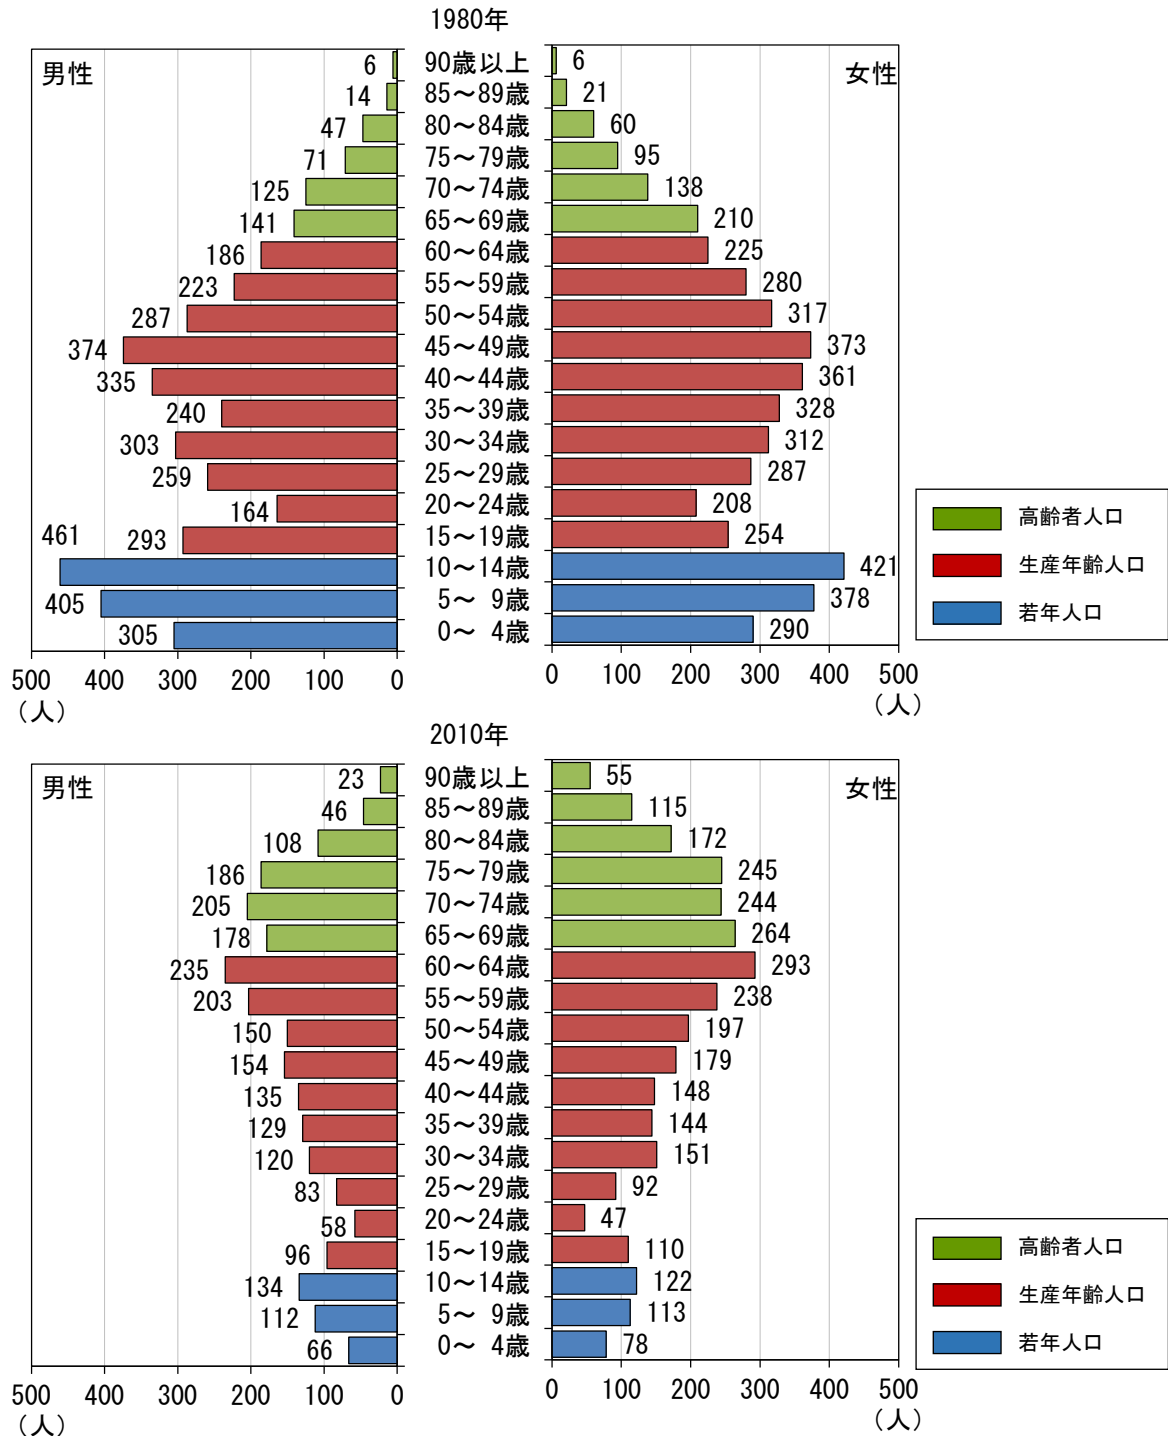 1980年
男性 6 90歳以上 6 女性
14 85～89歳 21
47 80～84歳 60
71 75～79歳 95
125 70～74歳 138
141 65～69歳 210
186 60～64歳 225
223 55～59歳 280
287 50～54歳 317
374 45～49歳 373
335 40～44歳 361
240 35～39歳 328
303 30～34歳 312
259 25～29歳 287
164 20～24歳 208
293 15～19歳 254
461 10～14歳 421
405 5～ 9歳 378
305 0～ 4歳 290
500 400 300 200 100 0 0 100 200 300 400 500
（人） （人）
高齢者人口
生産年齢人口
若年人口
2010年
男性 23 90歳以上 55 女性
46 85～89歳 115
108 80～84歳 172
186 75～79歳 245
205 70～74歳 244
178 65～69歳 264
235 60～64歳 293
203 55～59歳 238
150 50～54歳 197
154 45～49歳 179
135 40～44歳 148
129 35～39歳 144
120 30～34歳 151
83 25～29歳 92
58 20～24歳 47
96 15～19歳 110
134 10～14歳 122
112 5～ 9歳 113
66 0～ 4歳 78
500 400 300 200 100 0 0 100 200 300 400 500
（人） （人）
高齢者人口
生産年齢人口
若年人口